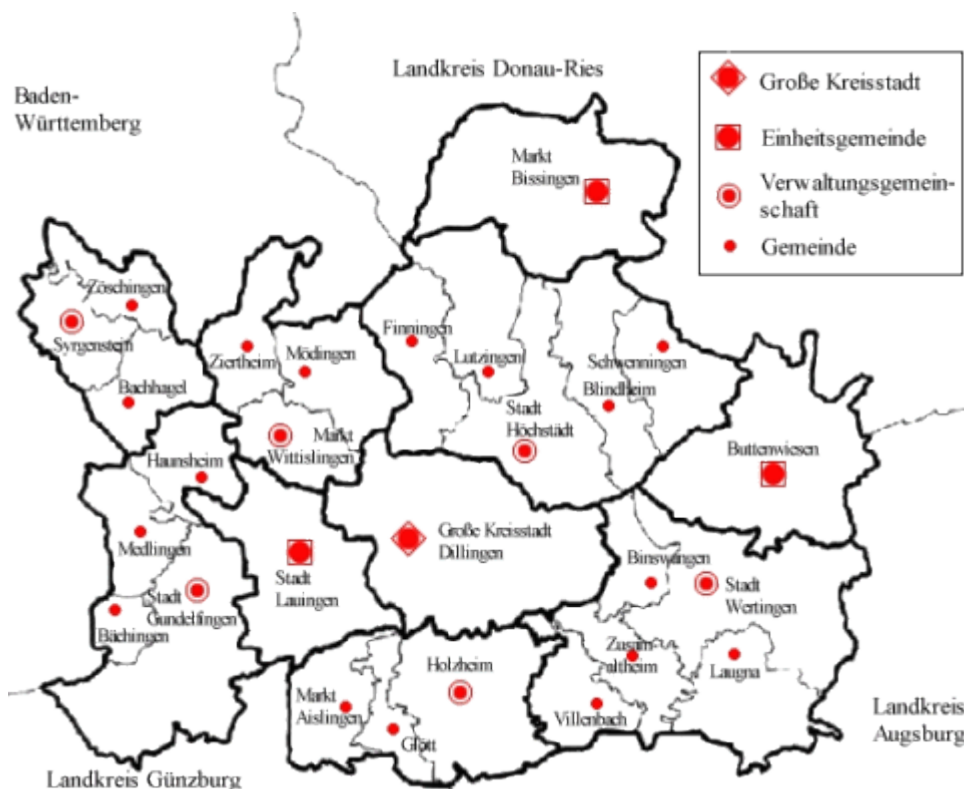 Landkreis Donau-Ries
Baden-
Württemberg
Große Kreisstadt
Einheitsgemeinde
Verwaltungsgemein-
schaft
Gemeinde
Markt
Bissingen
Zöschingen
Syrgenstein
Bachhagel
Ziertheim
Mödingen
Markt
Wittislingen
Finningen
Lutzingen
Stadt
Höchstädt
Schwenningen
Blindheim
Buttenwiesen
Haunsheim
Medlingen
Stadt
Gundelfingen
Bächingen
Stadt
Lauingen
Große Kreisstadt
Dillingen
Binswangen
Stadt
Wertingen
Zusam-
altheim
Laugna
Villenbach
Holzheim
Markt
Aislingen
Glött
Landkreis
Augsburg
Landkreis Günzburg